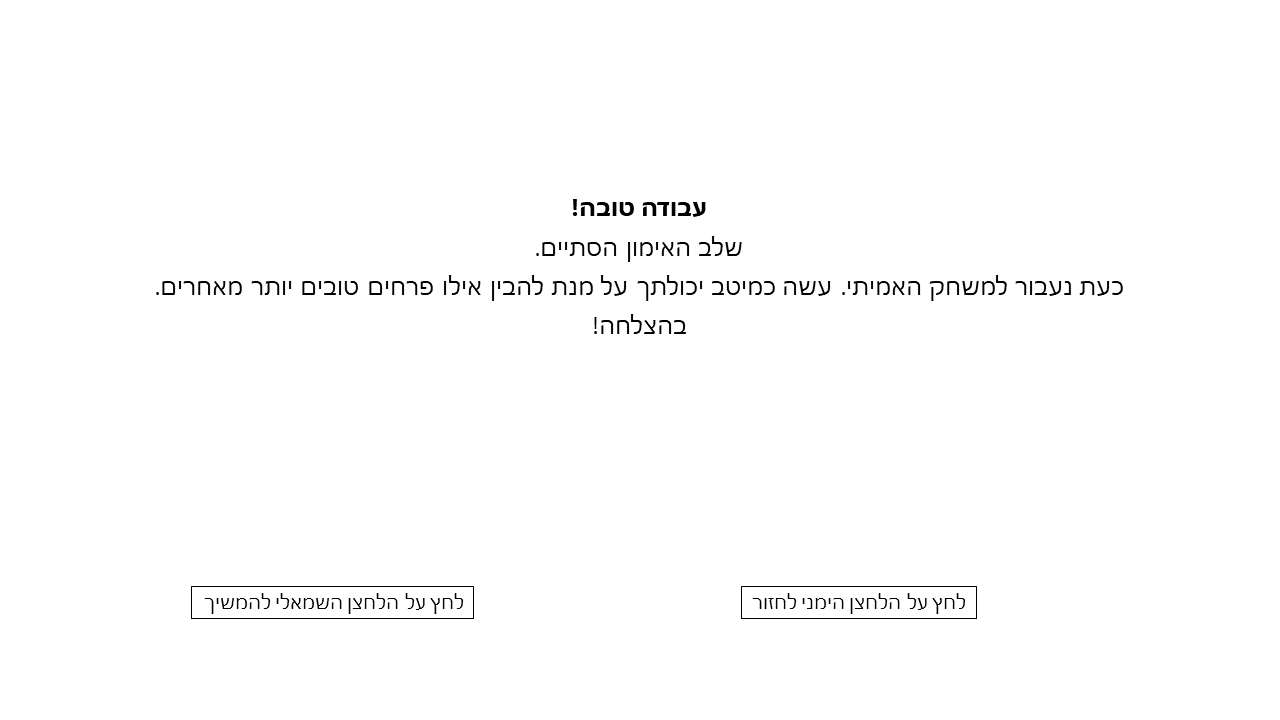 עבודה טובה!
שלב האימון הסתיים.
כעת נעבור למשחק האמיתי. עשה כמיטב יכולתך על מנת להבין אילו פרחים טובים יותר מאחרים.
בהצלחה!
לחץ על הלחצן הימני לחזור
לחץ על הלחצן השמאלי להמשיך